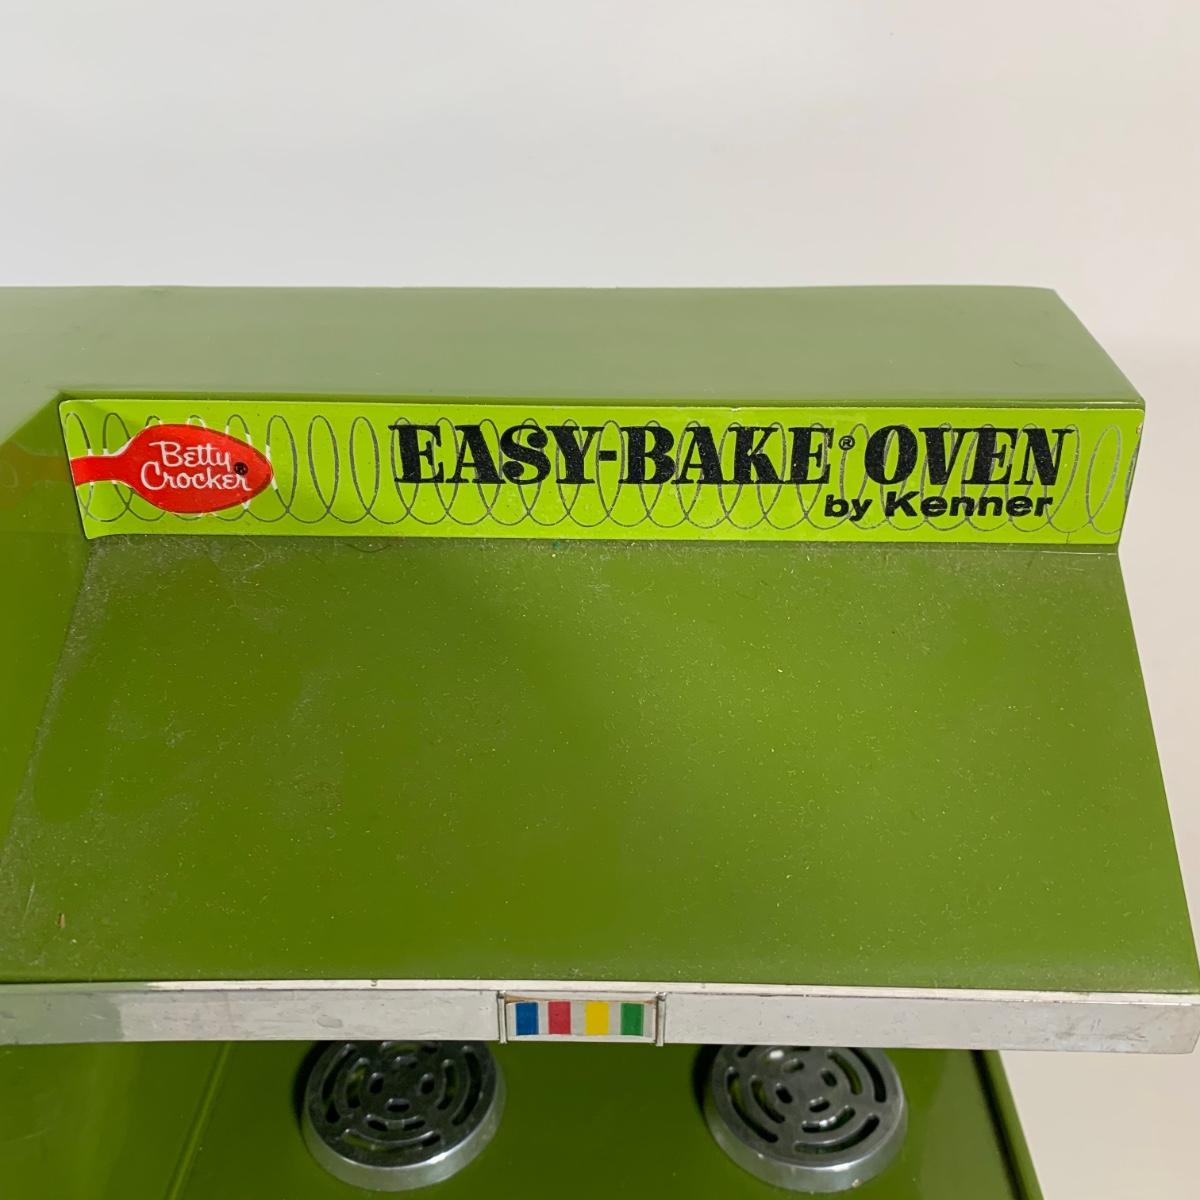 Betty
Crocker®
EASY-BAKE® OVEN
by Kenner